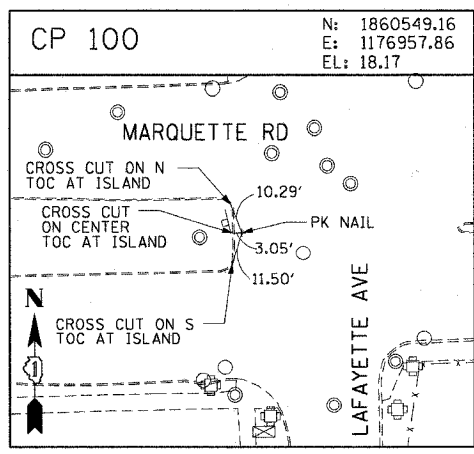 CP 100
N: 1860549.16
E: 1176957.86
EL: 18.17
MARQUETTE RD
CROSS CUT ON N
TOC AT ISLAND
10.29'
CROSS CUT
ON CENTER
TOC AT ISLAND
PK NAIL
3.05'
11.50'
N
CROSS CUT ON S
TOC AT ISLAND
LAFAYETTE AVE